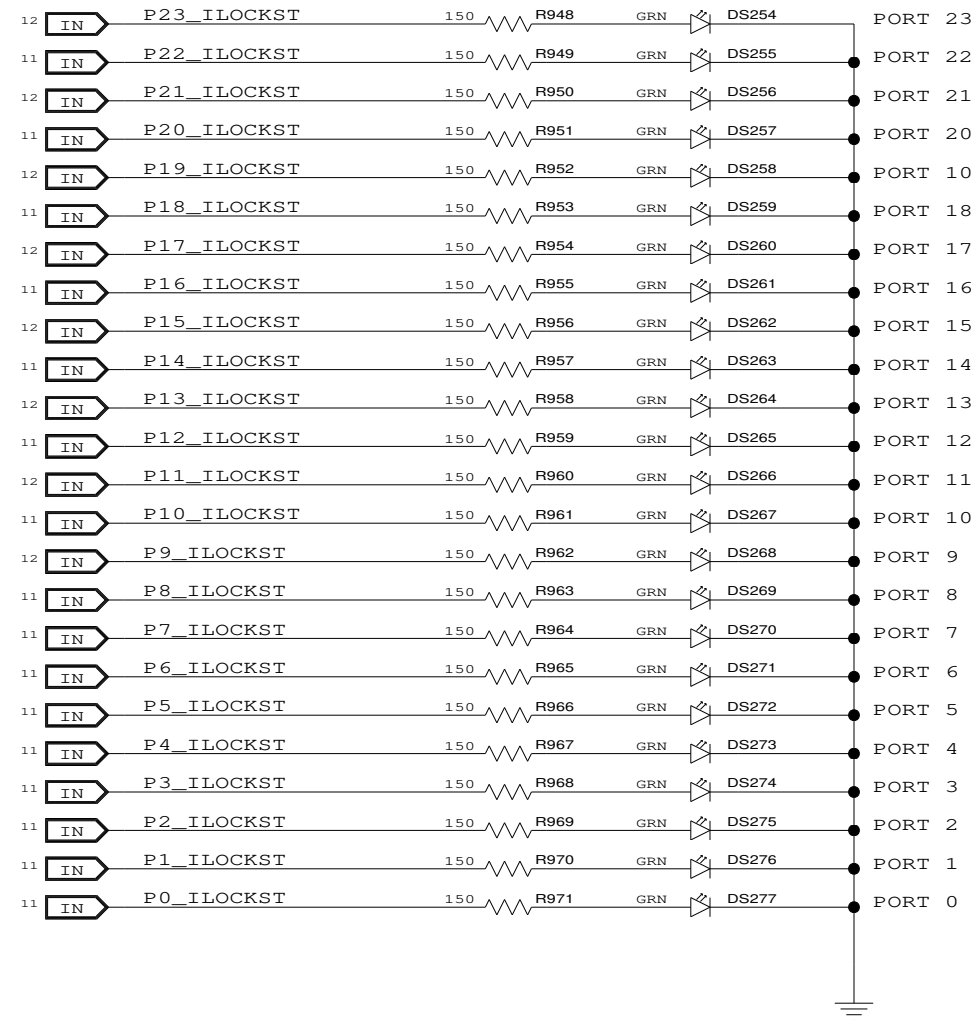 12 IN P23_ILOCKST 150 R948 GRN DS254 PORT 23
11 IN P22_ILOCKST 150 R949 GRN DS255 PORT 22
12 IN P21_ILOCKST 150 R950 GRN DS256 PORT 21
11 IN P20_ILOCKST 150 R951 GRN DS257 PORT 20
12 IN P19_ILOCKST 150 R952 GRN DS258 PORT 10
11 IN P18_ILOCKST 150 R953 GRN DS259 PORT 18
12 IN P17_ILOCKST 150 R954 GRN DS260 PORT 17
11 IN P16_ILOCKST 150 R955 GRN DS261 PORT 16
12 IN P15_ILOCKST 150 R956 GRN DS262 PORT 15
11 IN P14_ILOCKST 150 R957 GRN DS263 PORT 14
12 IN P13_ILOCKST 150 R958 GRN DS264 PORT 13
11 IN P12_ILOCKST 150 R959 GRN DS265 PORT 12
12 IN P11_ILOCKST 150 R960 GRN DS266 PORT 11
11 IN P10_ILOCKST 150 R961 GRN DS267 PORT 10
12 IN P9_ILOCKST 150 R962 GRN DS268 PORT 9
11 IN P8_ILOCKST 150 R963 GRN DS269 PORT 8
11 IN P7_ILOCKST 150 R964 GRN DS270 PORT 7
11 IN P6_ILOCKST 150 R965 GRN DS271 PORT 6
11 IN P5_ILOCKST 150 R966 GRN DS272 PORT 5
11 IN P4_ILOCKST 150 R967 GRN DS273 PORT 4
11 IN P3_ILOCKST 150 R968 GRN DS274 PORT 3
11 IN P2_ILOCKST 150 R969 GRN DS275 PORT 2
11 IN P1_ILOCKST 150 R970 GRN DS276 PORT 1
11 IN P0_ILOCKST 150 R971 GRN DS277 PORT 0